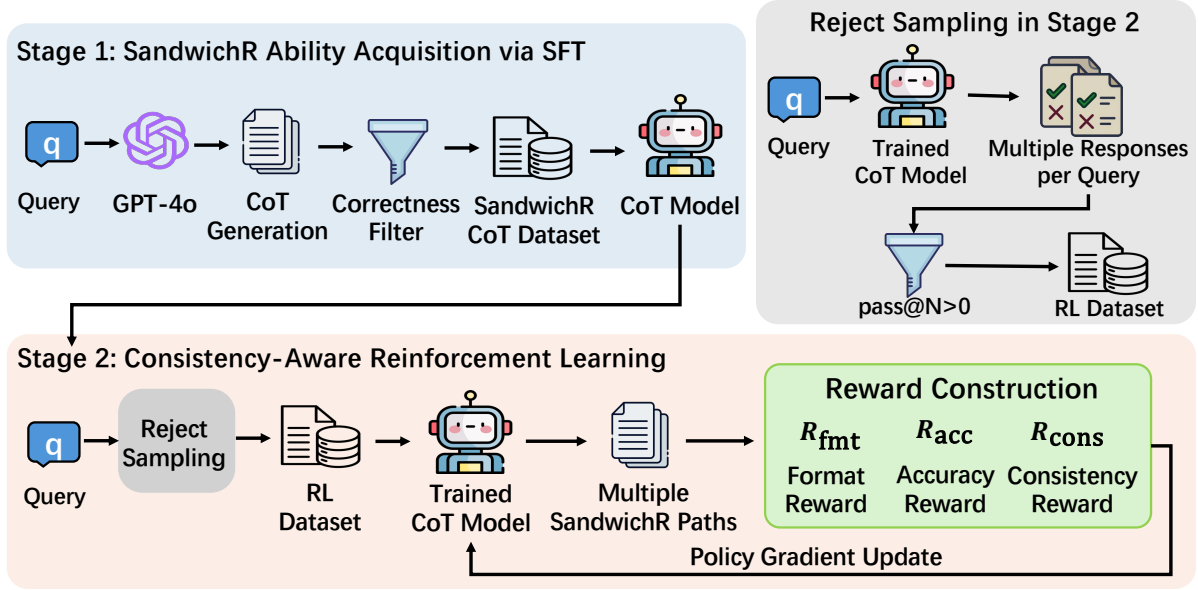 Stage 1: SandwichR Ability Acquisition via SFT
q
Query
GPT-4o
CoT
Generation
Correctness
Filter
SandwichR
CoT Dataset
CoT Model
Reject Sampling in Stage 2
q
Query
Trained
CoT Model
Multiple Responses
per Query
pass@N>0
RL Dataset
Stage 2: Consistency-Aware Reinforcement Learning
q
Query
Reject
Sampling
RL
Dataset
Trained
CoT Model
Multiple
SandwichR Paths
Reward Construction
R_fmt
Format
Reward
R_acc
Accuracy
Reward
R_cons
Consistency
Reward
Policy Gradient Update